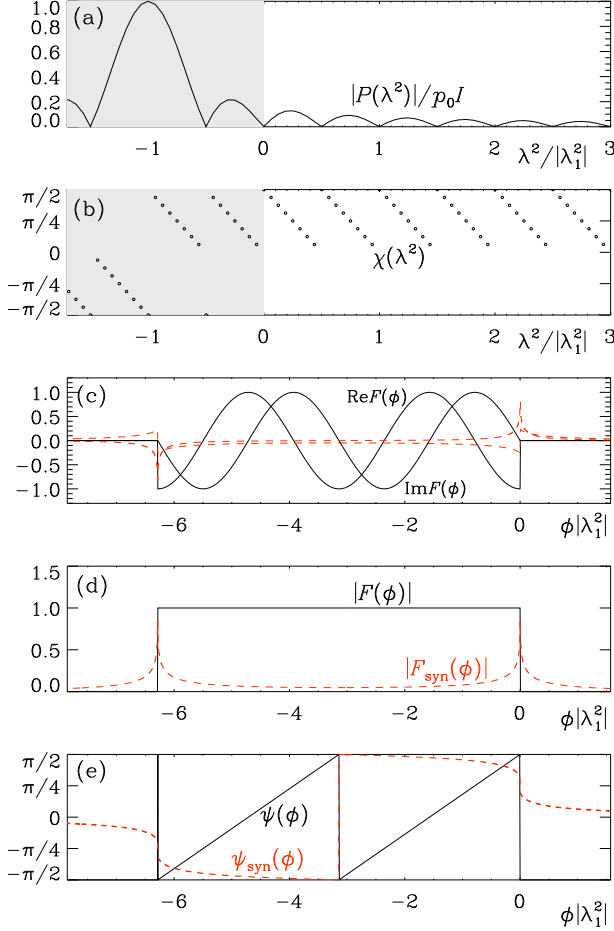 1.0
(a)
0.8
0.6
0.4
|P(λ²)|/p₀I
0.2
0.0
−1 0 1 2 3
λ²/|λ₁²|
π/2
(b)
π/4
χ(λ²)
0
−π/4
−π/2
−1 0 1 2 3
λ²/|λ₁²|
(c)
1.0
ReF(ϕ)
0.5
0.0
−0.5
−1.0
ImF(ϕ)
−6 −4 −2 0
ϕ|λ₁²|
1.5
(d)
|F(ϕ)|
1.0
0.5
|Fsyn(ϕ)|
0.0
−6 −4 −2 0
ϕ|λ₁²|
π/2
(e)
π/4
0
ψ(ϕ)
−π/4
ψsyn(ϕ)
−π/2
−6 −4 −2 0
ϕ|λ₁²|